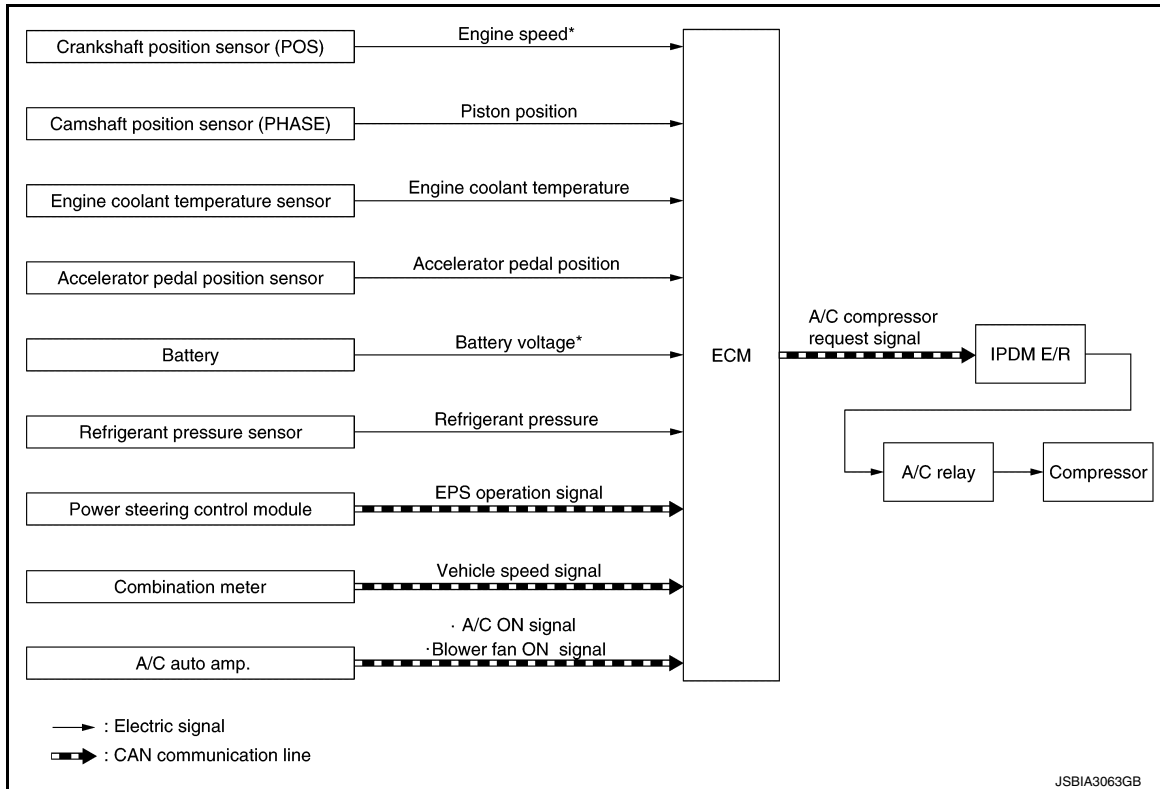 Crankshaft position sensor (POS)
Engine speed*
Camshaft position sensor (PHASE)
Piston position
Engine coolant temperature sensor
Engine coolant temperature
Accelerator pedal position sensor
Accelerator pedal position
Battery
Battery voltage*
Refrigerant pressure sensor
Refrigerant pressure
Power steering control module
EPS operation signal
Combination meter
Vehicle speed signal
A/C auto amp.
· A/C ON signal
·Blower fan ON signal
ECM
A/C compressor
request signal
IPDM E/R
A/C relay
Compressor
: Electric signal
: CAN communication line
JSBIA3063GB